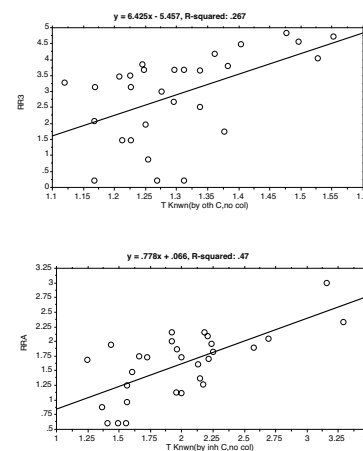 y = 6.425x - 5.457, R-squared: .267
5
4.5
4
3.5
3
2.5
2
1.5
1
.5
0
RR3
1.1 1.15 1.2 1.25 1.3 1.35 1.4 1.45 1.5 1.55
T Knwn(by oth C,no col)
y = .778x + .066, R-squared: .47
3.25
3
2.75
2.5
2.25
2
1.75
1.5
1.25
1
.75
.5
RRA
1 1.25 1.5 1.75 2 2.25 2.5 2.75 3 3.25
T Knwn(by inh C,no col)